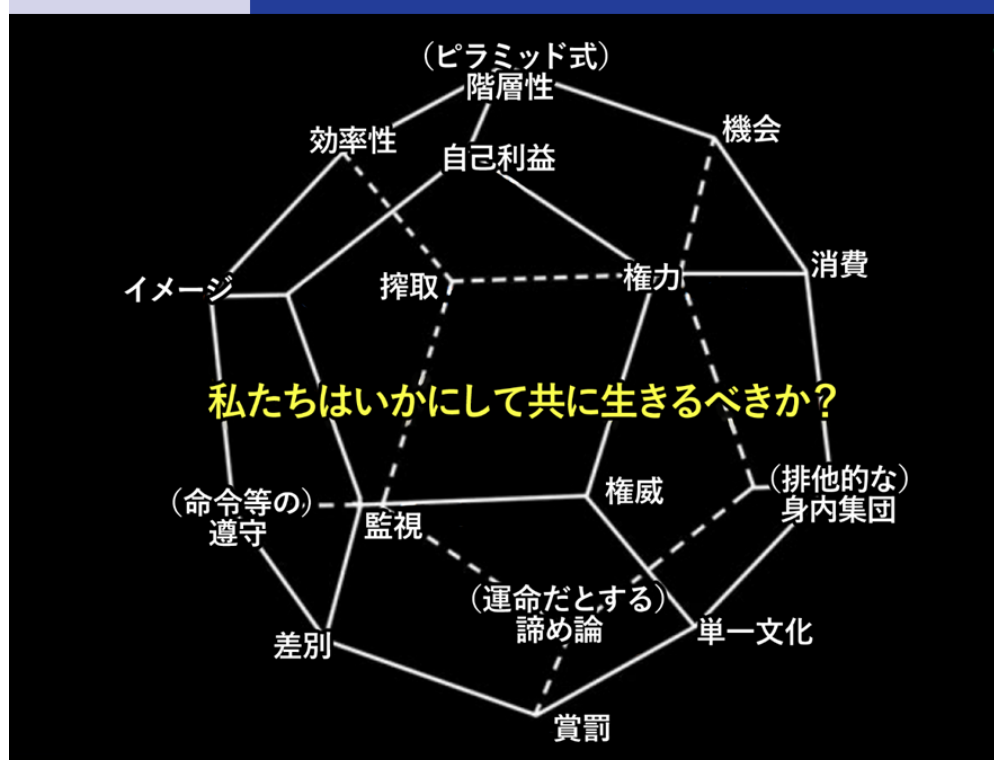 （ピラミッド式）
階層性
機会
効率性
自己利益
消費
イメージ
搾取
権力
私たちはいかにして共に生きるべきか？
（命令等の）
遵守
監視
権威
（排他的な）
身内集団
（運命だとする）
諦め論
差別
単一文化
賞罰